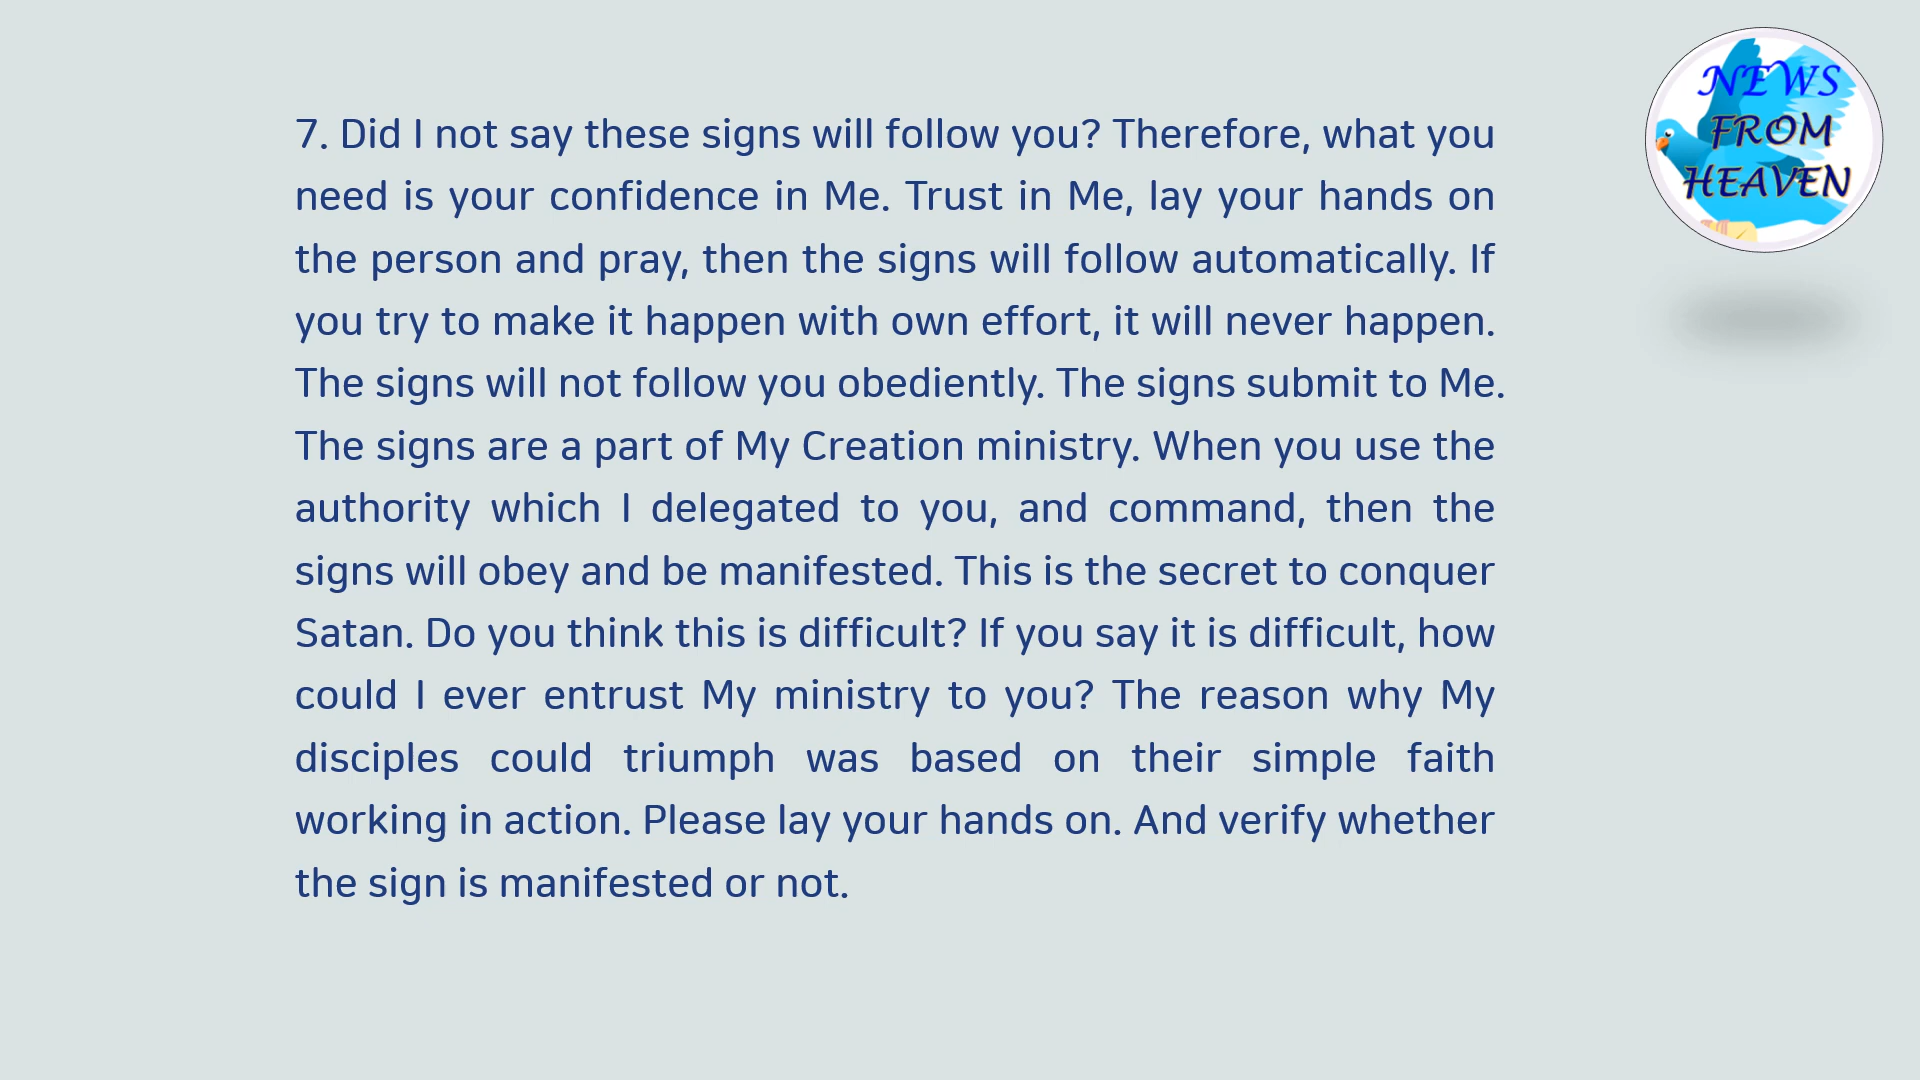 7. Did I not say these signs will follow you? Therefore, what you
need is your confidence in Me. Trust in Me, lay your hands on
the person and pray, then the signs will follow automatically. If
you try to make it happen with own effort, it will never happen.
The signs will not follow you obediently. The signs submit to Me.
The signs are a part of My Creation ministry. When you use the
authority which I delegated to you, and command, then the
signs will obey and be manifested. This is the secret to conquer
Satan. Do you think this is difficult? If you say it is difficult, how
could I ever entrust My ministry to you? The reason why My
disciples could triumph was based on their simple faith
working in action. Please lay your hands on. And verify whether
the sign is manifested or not.
NEWS
FROM
HEAVEN